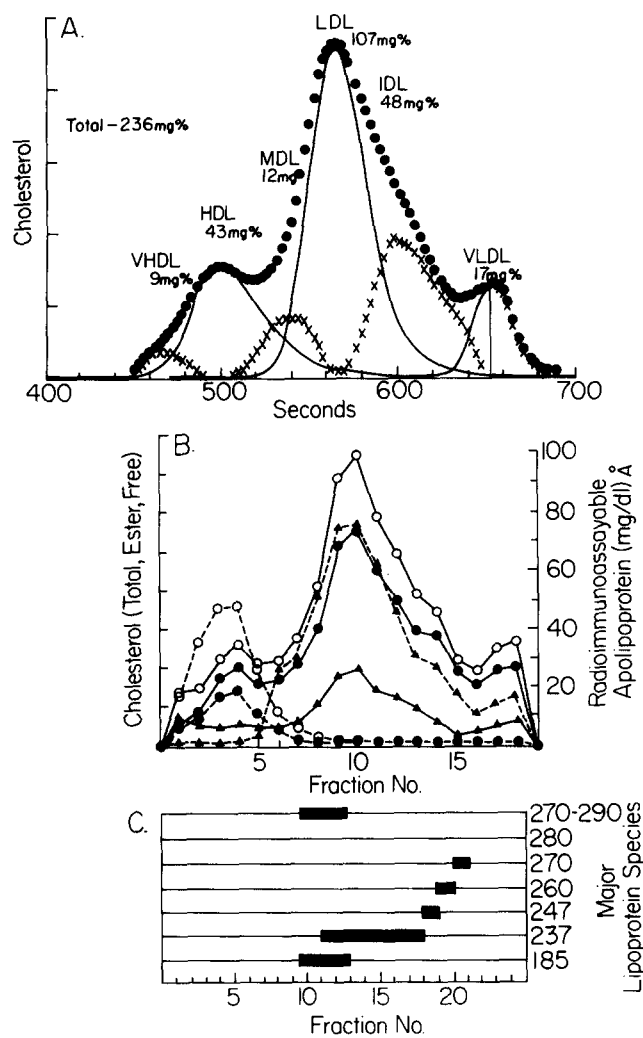 A.
LDL
107mg%
IDL
48mg%
Total-236mg%
MDL
12mg
HDL
43mg%
VHDL
9mg%
VLDL
17mg%
Cholesterol
400 500 600 700
Seconds
B.
Cholesterol (Total, Ester, Free)
100
80
60
40
20
Radioimmunoassayable
Apolipoprotein (mg/dl) Å
5 10 15
Fraction No.
C.
270-290
280
270
260
247
237
185
Major
Lipoprotein Species
5 10 15 20
Fraction No.